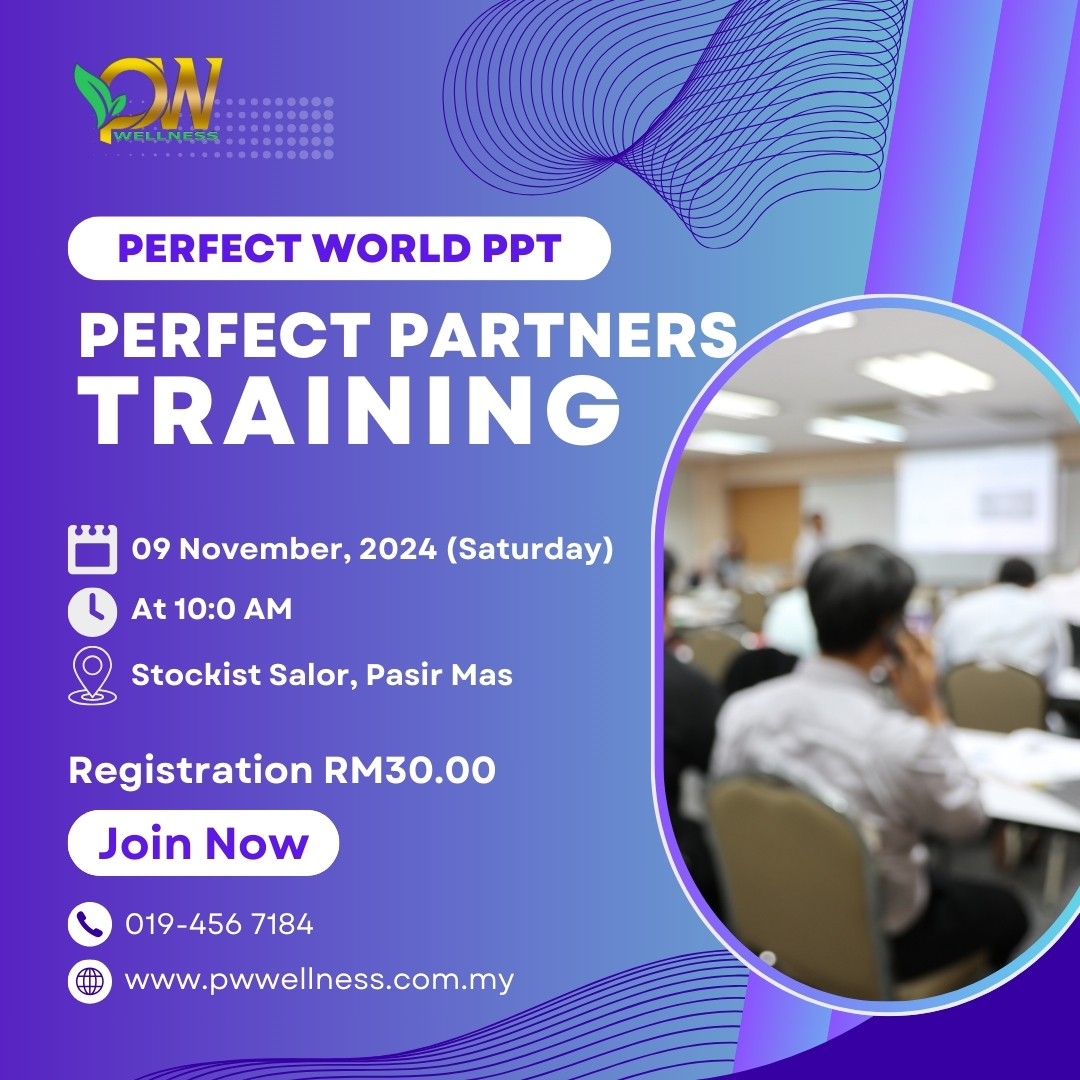 PW
WELLNESS
PERFECT WORLD PPT
PERFECT PARTNERS
TRAINING
09 November, 2024 (Saturday)
At 10:0 AM
Stockist Salor, Pasir Mas
Registration RM30.00
Join Now
019-456 7184
www.pwwellness.com.my